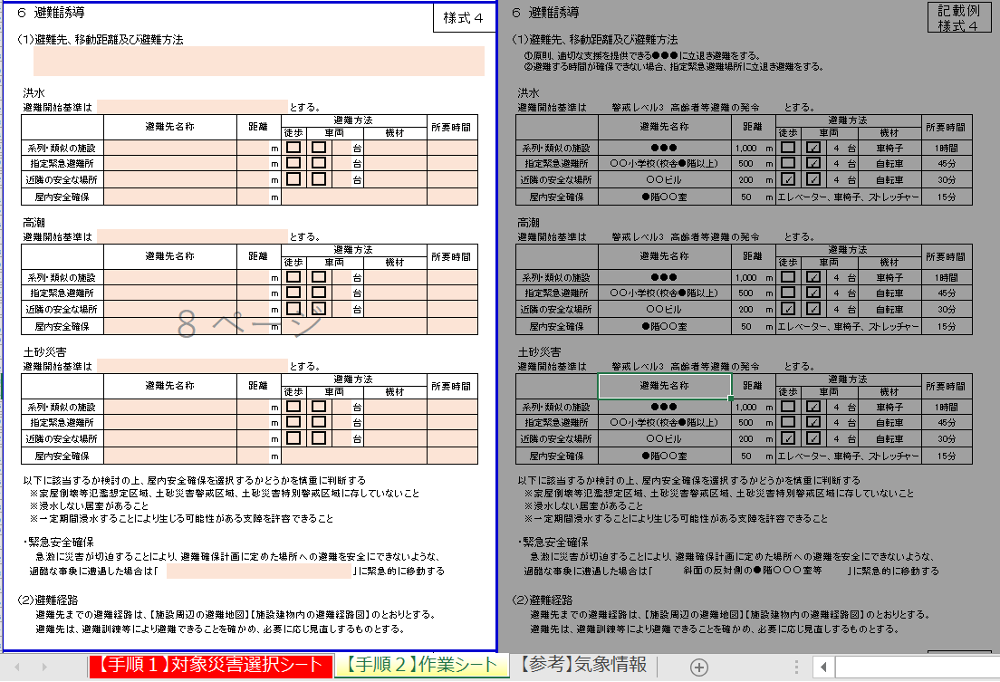 6 避難誘導
様式4
(1)避難先、移動距離及び避難方法
洪水
避難開始基準は とする。
避難先名称 距離 避難方法 所要時間
徒歩 車両 機材
系列・類似の施設 m 台
指定緊急避難所 m 台
近隣の安全な場所 m 台
屋内安全確保 m
高潮
避難開始基準は とする。
避難先名称 距離 避難方法 所要時間
徒歩 車両 機材
系列・類似の施設 m 台
指定緊急避難所 m 台
近隣の安全な場所 m 台
屋内安全確保 m
8 ページ
土砂災害
避難開始基準は とする。
避難先名称 距離 避難方法 所要時間
徒歩 車両 機材
系列・類似の施設 m 台
指定緊急避難所 m 台
近隣の安全な場所 m 台
屋内安全確保 m
以下に該当するか検討の上、屋内安全確保を選択するかどうかを慎重に判断する
※家屋倒壊等氾濫想定区域、土砂災害警戒区域、土砂災害特別警戒区域に存していないこと
※浸水しない居室があること
※一定期間浸水することにより生じる可能性がある支障を許容できること
・緊急安全確保
急激に災害が切迫することにより、避難確保計画に定めた場所への避難を安全にできないような、
過酷な事象に遭遇した場合は「 」に緊急的に移動する
(2)避難経路
避難先までの避難経路は、【施設周辺の避難地図】【施設建物内の避難経路図】のとおりとする。
避難先は、避難訓練等により避難できることを確かめ、必要に応じ見直しするものとする。
6 避難誘導
記載例
様式4
(1)避難先、移動距離及び避難方法
①原則、適切な支援を提供できる●●●に立退き避難をする。
②避難する時間が確保できない場合、指定緊急避難場所に立退き避難をする。
洪水
避難開始基準は 警戒レベル3 高齢者等避難の発令 とする。
避難先名称 距離 避難方法 所要時間
徒歩 車両 機材
系列・類似の施設 ●●● 1,000 m ✓ 4 台 車椅子 1時間
指定緊急避難所 〇〇小学校(校舎●階以上) 500 m ✓ 4 台 自転車 45分
近隣の安全な場所 〇〇ビル 200 m ✓ ✓ 4 台 自転車 30分
屋内安全確保 ●階〇〇室 50 m エレベーター、車椅子、ストレッチャー 15分
高潮
避難開始基準は 警戒レベル3 高齢者等避難の発令 とする。
避難先名称 距離 避難方法 所要時間
徒歩 車両 機材
系列・類似の施設 ●●● 1,000 m ✓ 4 台 車椅子 1時間
指定緊急避難所 〇〇小学校(校舎●階以上) 500 m ✓ 4 台 自転車 45分
近隣の安全な場所 〇〇ビル 200 m ✓ ✓ 4 台 自転車 30分
屋内安全確保 ●階〇〇室 50 m エレベーター、車椅子、ストレッチャー 15分
土砂災害
避難開始基準は 警戒レベル3 高齢者等避難の発令 とする。
避難先名称 距離 避難方法 所要時間
徒歩 車両 機材
系列・類似の施設 ●●● 1,000 m ✓ 4 台 車椅子 1時間
指定緊急避難所 〇〇小学校(校舎●階以上) 500 m ✓ 4 台 自転車 45分
近隣の安全な場所 〇〇ビル 200 m ✓ ✓ 4 台 自転車 30分
屋内安全確保 ●階〇〇室 50 m エレベーター、車椅子、ストレッチャー 15分
以下に該当するか検討の上、屋内安全確保を選択するかどうかを慎重に判断する
※家屋倒壊等氾濫想定区域、土砂災害警戒区域、土砂災害特別警戒区域に存していないこと
※浸水しない居室があること
※一定期間浸水することにより生じる可能性がある支障を許容できること
・緊急安全確保
急激に災害が切迫することにより、避難確保計画に定めた場所への避難を安全にできないような、
過酷な事象に遭遇した場合は「 斜面の反対側の●階〇〇〇室等 」に緊急的に移動する
(2)避難経路
避難先までの避難経路は、【施設周辺の避難地図】【施設建物内の避難経路図】のとおりとする。
避難先は、避難訓練等により避難できることを確かめ、必要に応じ見直しするものとする。
【手順1】対象災害選択シート 【手順2】作業シート 【参考】気象情報